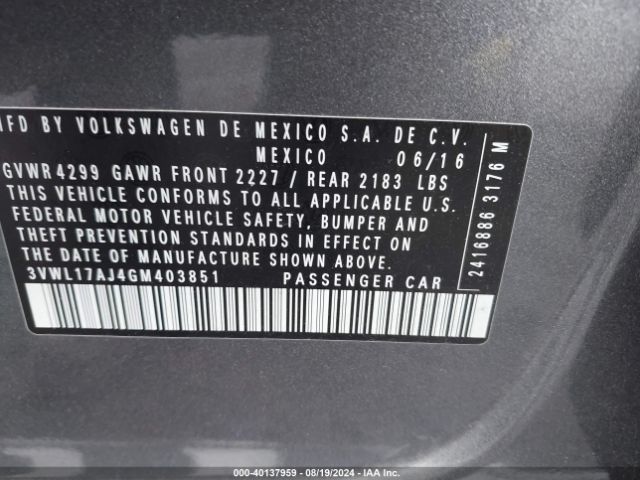 MFD BY VOLKSWAGEN DE MEXICO S.A. DE C.V.
MEXICO 06/16
GVWR 4299 GAWR FRONT 2227 / REAR 2183 LBS
THIS VEHICLE CONFORMS TO ALL APPLICABLE U.S.
FEDERAL MOTOR VEHICLE SAFETY, BUMPER AND
THEFT PREVENTION STANDARDS IN EFFECT ON
THE DATE OF MANUFACTURE SHOWN ABOVE.
3VWL17AJ4GM403851 PASSENGER CAR
2416886 3176 M
000-40137959 - 08/19/2024 - IAAI.COM